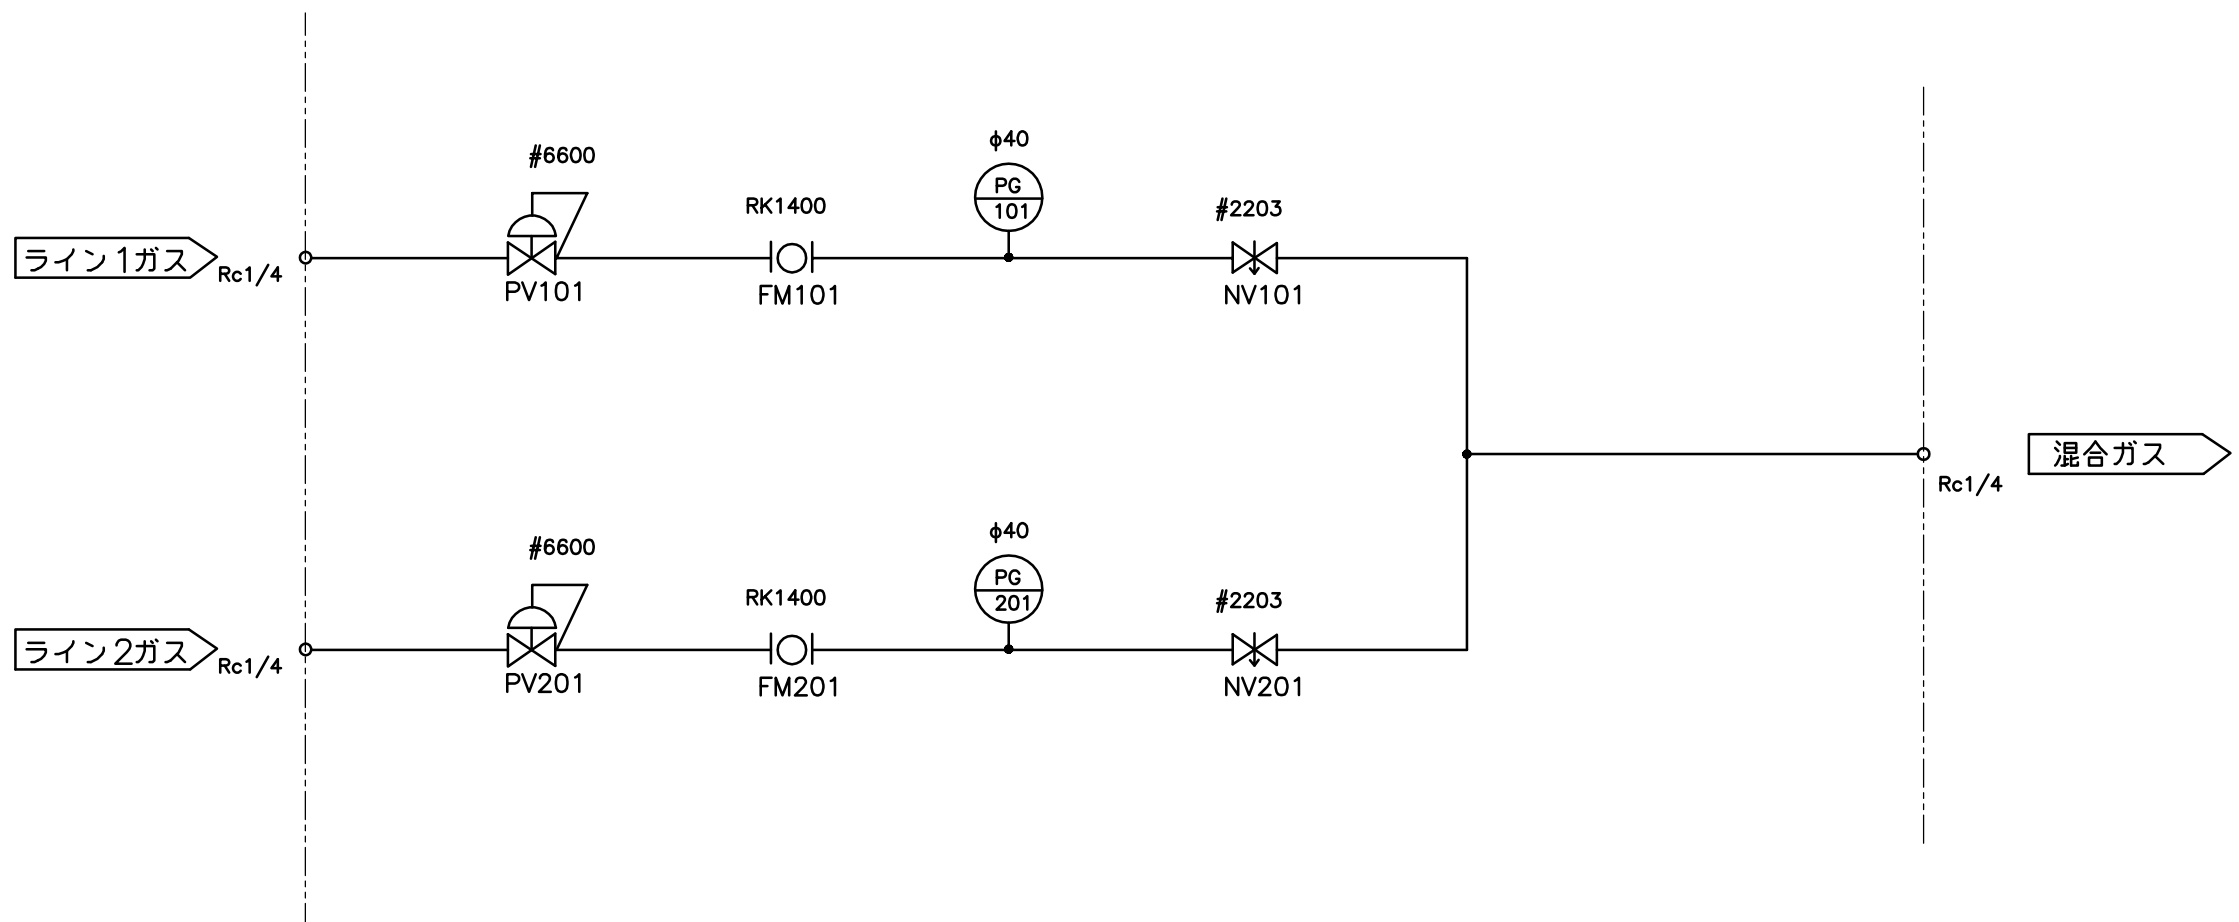 φ40
#6600
RK1400
PG
101
#2203
ライン1ガス
Rc1/4
PV101
FM101
NV101
混合ガス
Rc1/4
φ40
#6600
RK1400
PG
201
#2203
ライン2ガス
Rc1/4
PV201
FM201
NV201